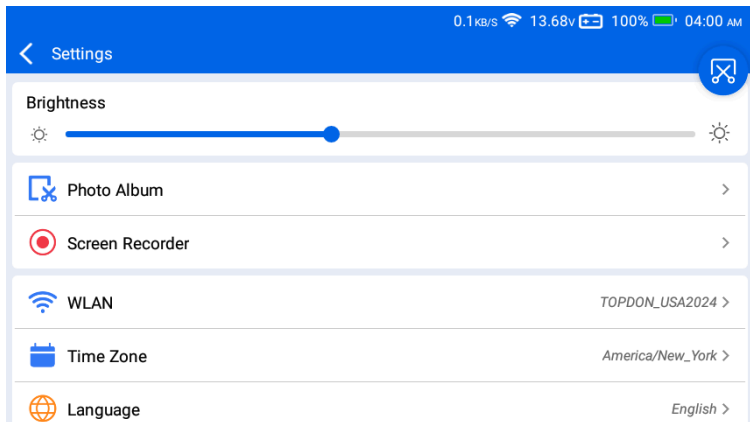 0.1KB/S 13.68V 100% 04:00 AM
Settings
Brightness
Photo Album
Screen Recorder
WLAN TOPDON_USA2024
Time Zone America/New_York
Language English